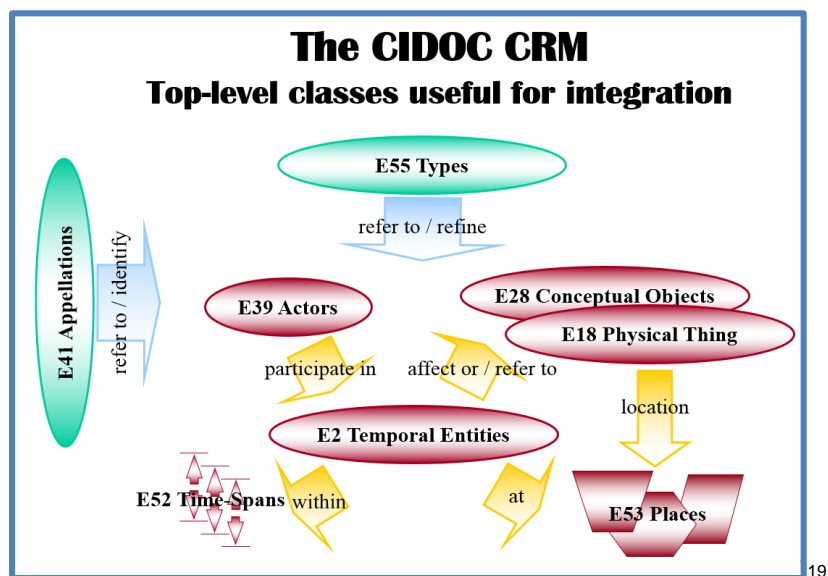 The CIDOC CRM
Top-level classes useful for integration
E55 Types
refer to / refine
E41 Appellations
refer to / identify
E39 Actors
E28 Conceptual Objects
E18 Physical Thing
participate in
affect or / refer to
location
E2 Temporal Entities
E52 Time-Spans
within
at
E53 Places
19